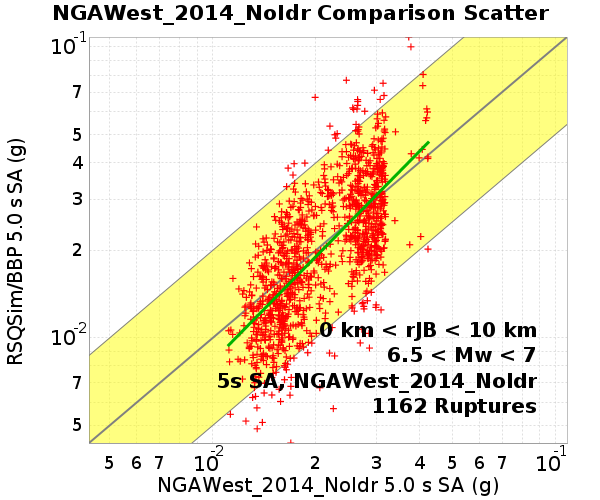 NGAWest_2014_NoIdr Comparison Scatter
RSQSim/BBP 5.0 s SA (g)
10^-1
7
5
4
3
2
10^-2
7
5
0 km < rJB < 10 km
6.5 < Mw < 7
5s SA, NGAWest_2014_NoIdr
1162 Ruptures
5 6 7 10^-2 2 3 4 5 6 7 10^-1
NGAWest_2014_NoIdr 5.0 s SA (g)